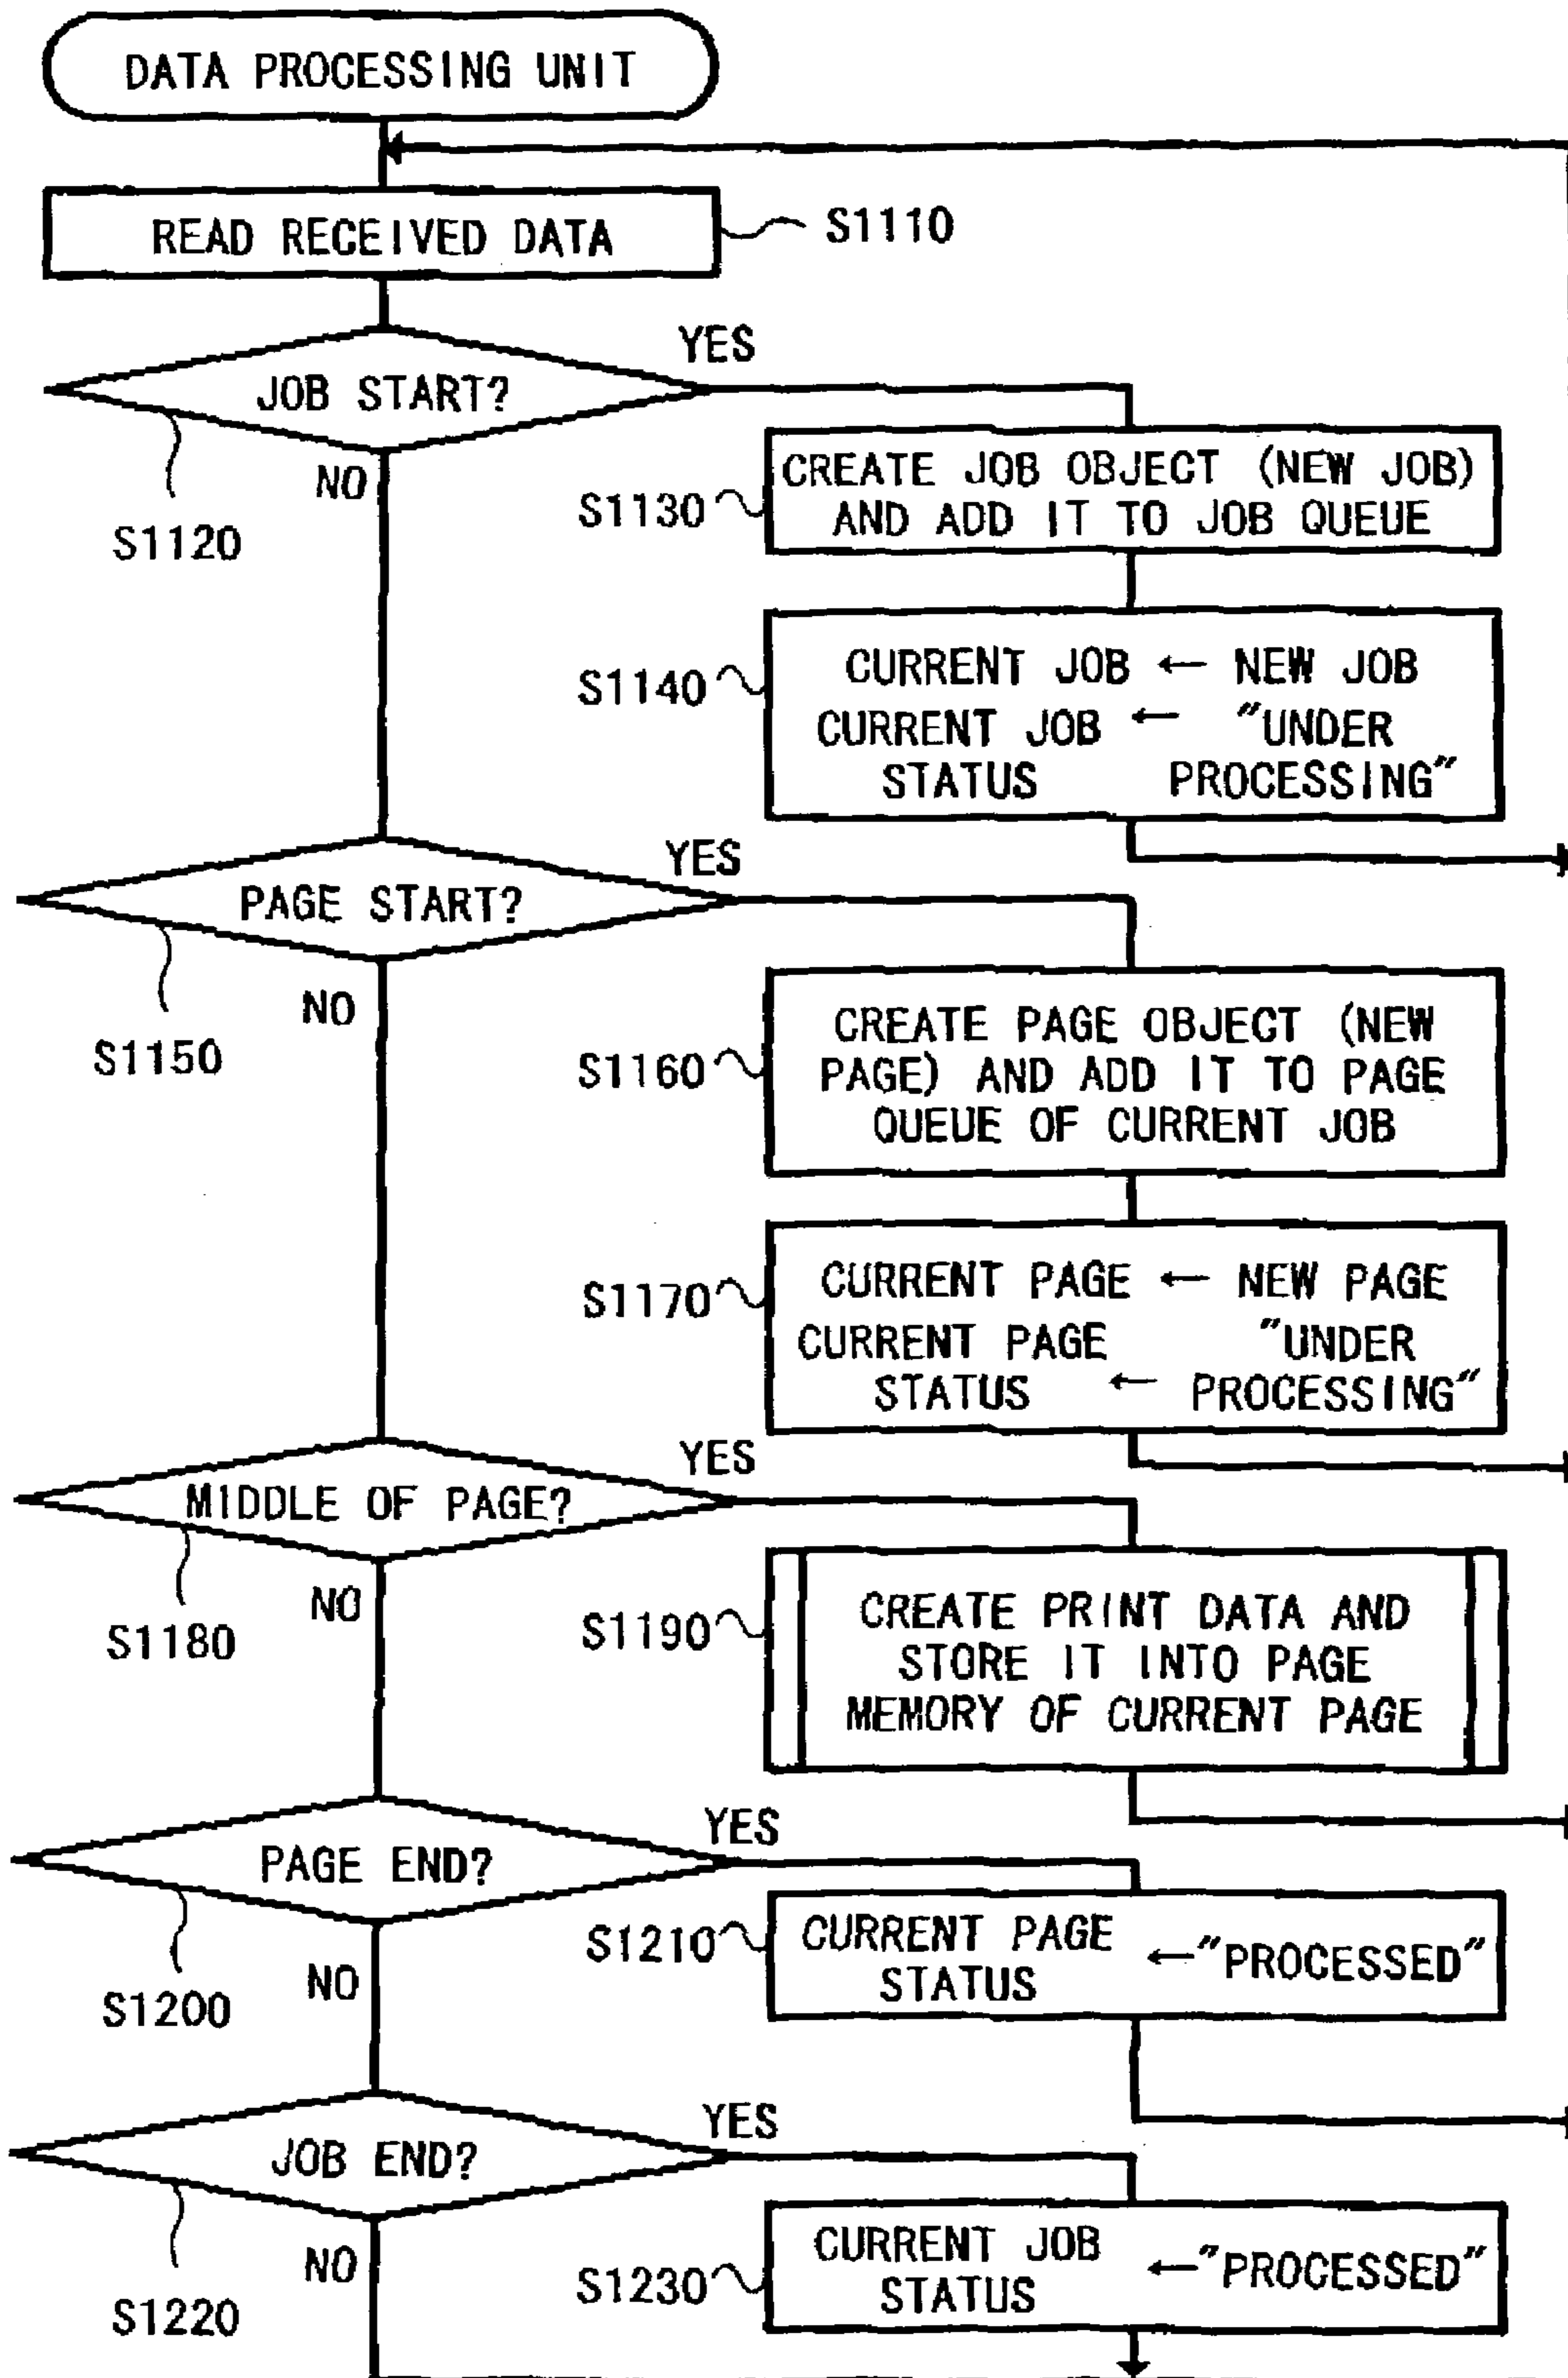 DATA PROCESSING UNIT
READ RECEIVED DATA
S1110
JOB START?
YES
NO
S1120
S1130
CREATE JOB OBJECT (NEW JOB)
AND ADD IT TO JOB QUEUE
S1140
CURRENT JOB ← NEW JOB
CURRENT JOB ← "UNDER
STATUS PROCESSING"
PAGE START?
YES
NO
S1150
S1160
CREATE PAGE OBJECT (NEW
PAGE) AND ADD IT TO PAGE
QUEUE OF CURRENT JOB
S1170
CURRENT PAGE ← NEW PAGE
CURRENT PAGE "UNDER
STATUS ← PROCESSING"
MIDDLE OF PAGE?
YES
NO
S1180
S1190
CREATE PRINT DATA AND
STORE IT INTO PAGE
MEMORY OF CURRENT PAGE
PAGE END?
YES
NO
S1200
S1210
CURRENT PAGE
STATUS
←"PROCESSED"
JOB END?
YES
NO
S1220
S1230
CURRENT JOB
STATUS
←"PROCESSED"